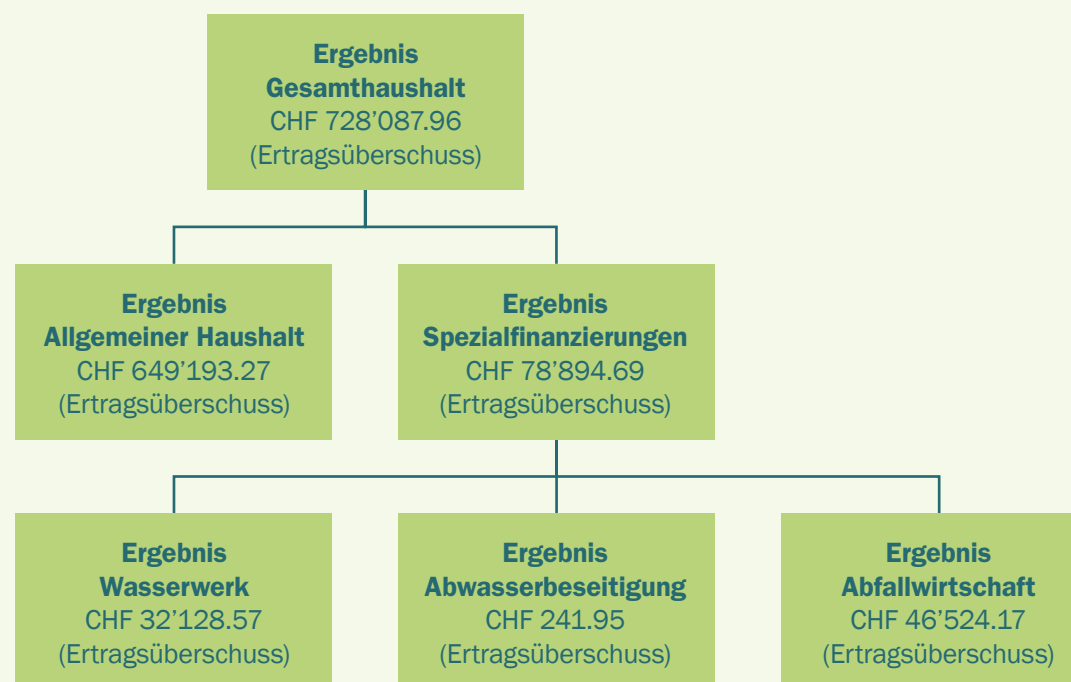 Ergebnis
Gesamthaushalt
CHF 728’087.96
(Ertragsüberschuss)
Ergebnis
Allgemeiner Haushalt
CHF 649’193.27
(Ertragsüberschuss)
Ergebnis
Spezialfinanzierungen
CHF 78’894.69
(Ertragsüberschuss)
Ergebnis
Wasserwerk
CHF 32’128.57
(Ertragsüberschuss)
Ergebnis
Abwasserbeseitigung
CHF 241.95
(Ertragsüberschuss)
Ergebnis
Abfallwirtschaft
CHF 46’524.17
(Ertragsüberschuss)